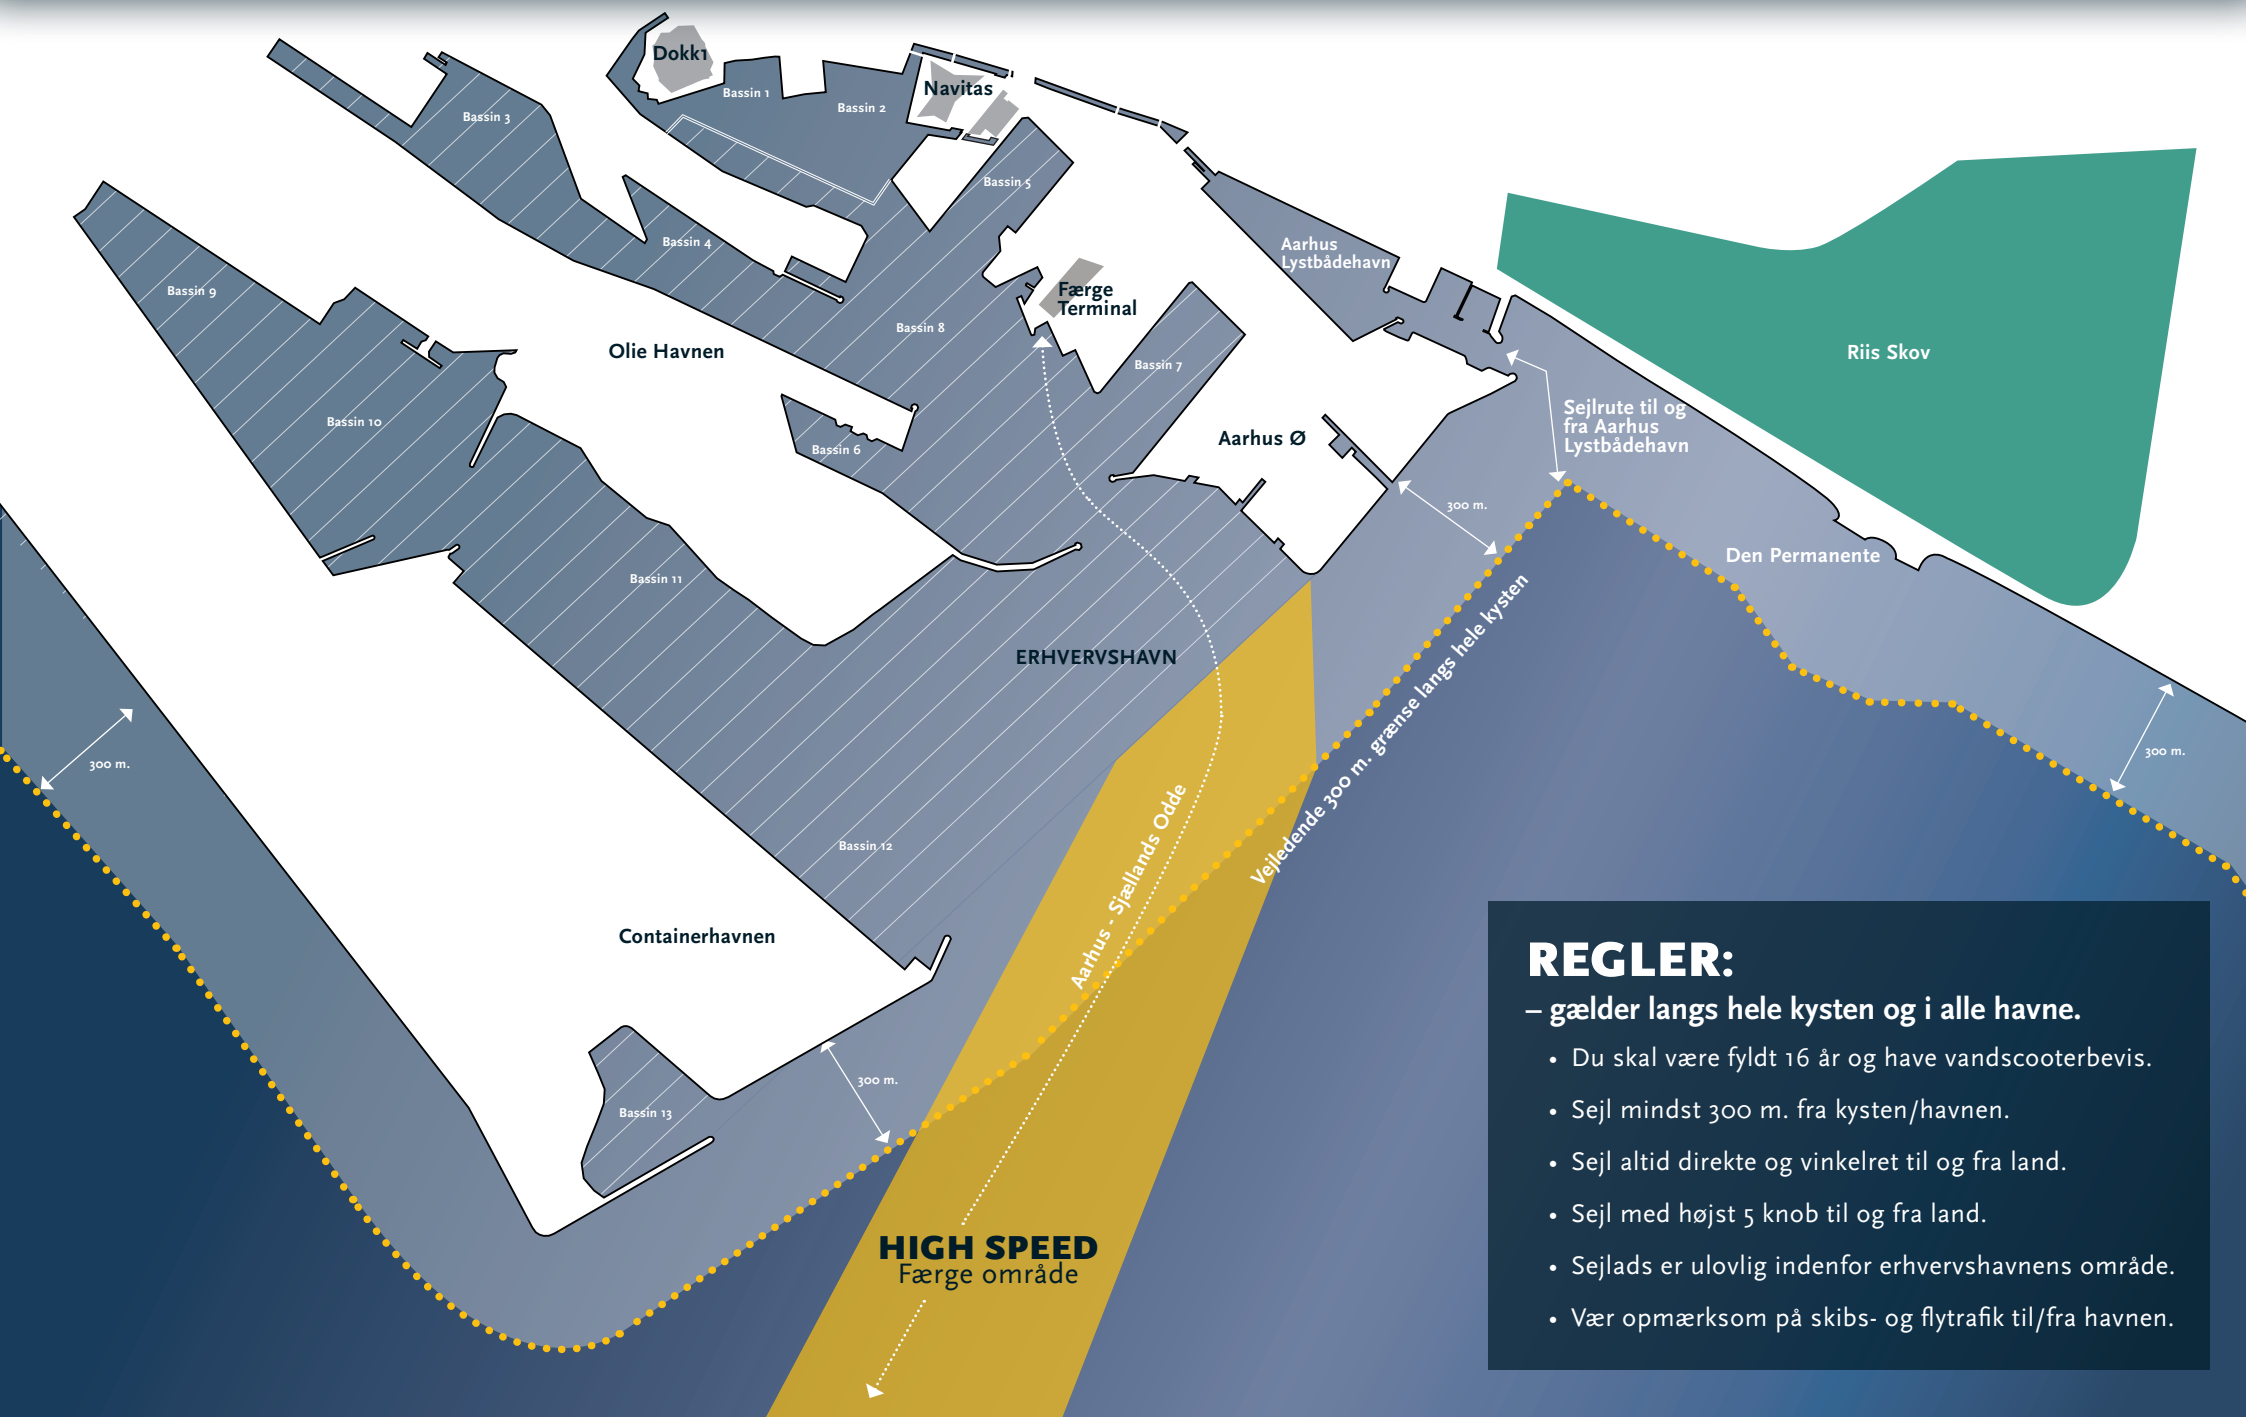 Dokk1
Navitas
Bassin 1
Bassin 2
Bassin 3
Bassin 5
Bassin 4
Aarhus
Lystbådehavn
Bassin 9
Færge
Terminal
Bassin 8
Olie Havnen
Riis Skov
Bassin 7
Bassin 10
Sejlrute til og
fra Aarhus
Lystbådehavn
Aarhus Ø
Bassin 6
300 m.
Den Permanente
Bassin 11
ERHVERVSHAVN
Vejledende 300 m. grænse langs hele kysten
300 m.
300 m.
Bassin 12
Aarhus - Sjællands Odde
Containerhavnen
300 m.
Bassin 13
HIGH SPEED
Færge område
REGLER:
– gælder langs hele kysten og i alle havne.
• Du skal være fyldt 16 år og have vandscooterbevis.
• Sejl mindst 300 m. fra kysten/havnen.
• Sejl altid direkte og vinkelret til og fra land.
• Sejl med højst 5 knob til og fra land.
• Sejlads er ulovlig indenfor erhvervshavnens område.
• Vær opmærksom på skibs- og flytrafik til/fra havnen.